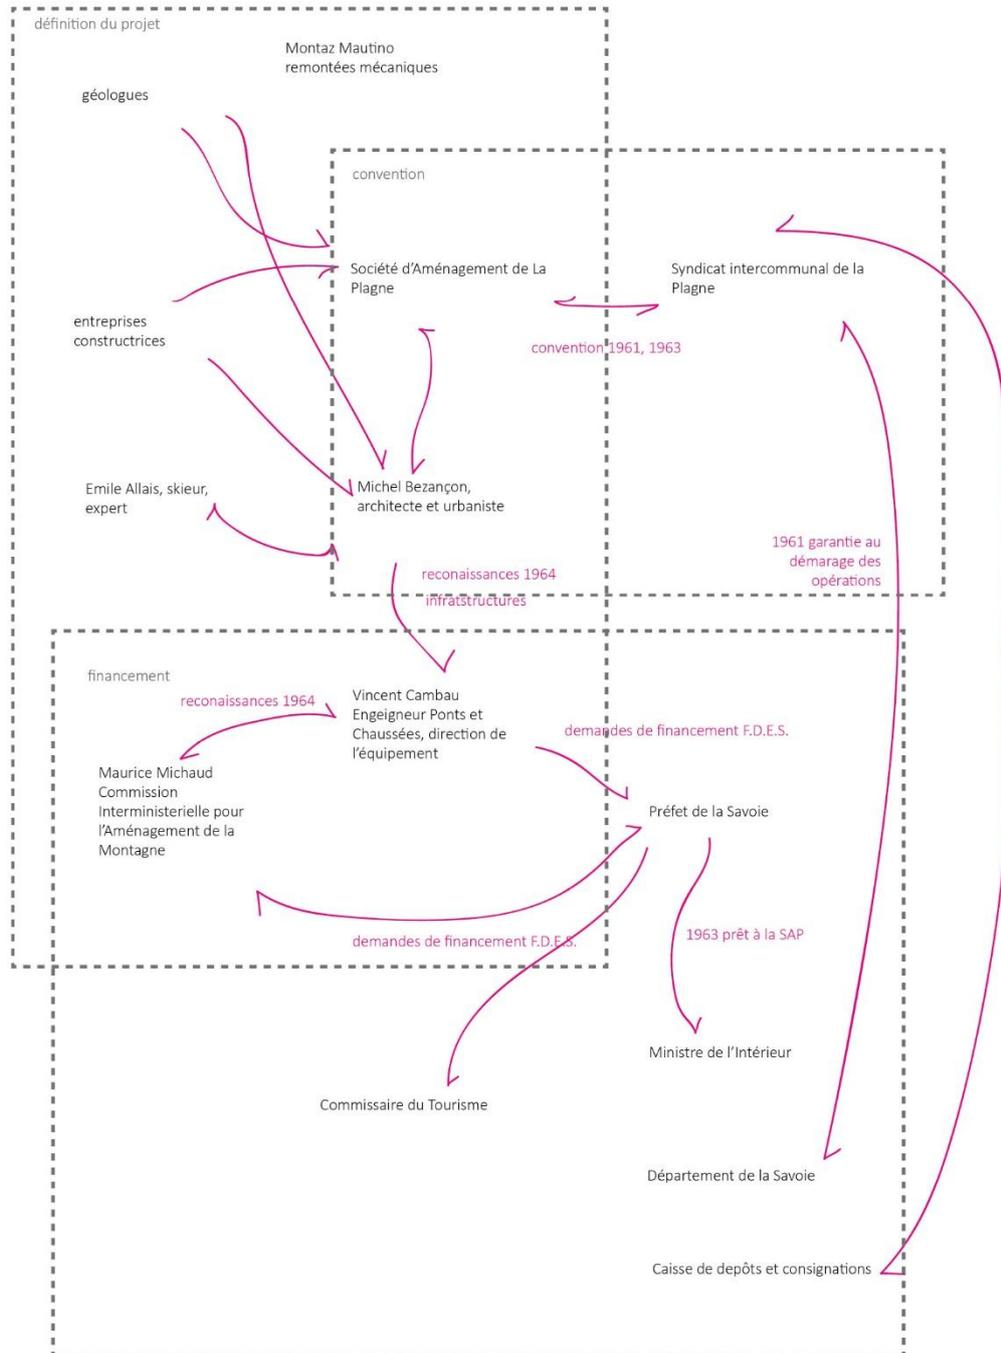 définition du projet
Montaz Mautino
remontées mécaniques
géologues
convention
Société d'Aménagement de La
Plagne
Syndicat intercommunal de la
Plagne
entreprises
constructrices
convention 1961, 1963
Emile Allais, skieur,
expert
Michel Bezançon,
architecte et urbaniste
1961 garantie au
démarage des
opérations
reconaissances 1964
infratstructures
financement
reconaissances 1964
Vincent Cambau
Engeigneur Ponts et
Chaussées, direction de
l'équipement
demandes de financement F.D.E.S.
Maurice Michaud
Commission
Interministerielle pour
l'Aménagement de la
Montagne
Préfet de la Savoie
demandes de financement F.D.E.S.
1963 prêt à la SAP
Ministre de l'Intérieur
Commissaire du Tourisme
Département de la Savoie
Caisse de depôts et consignations